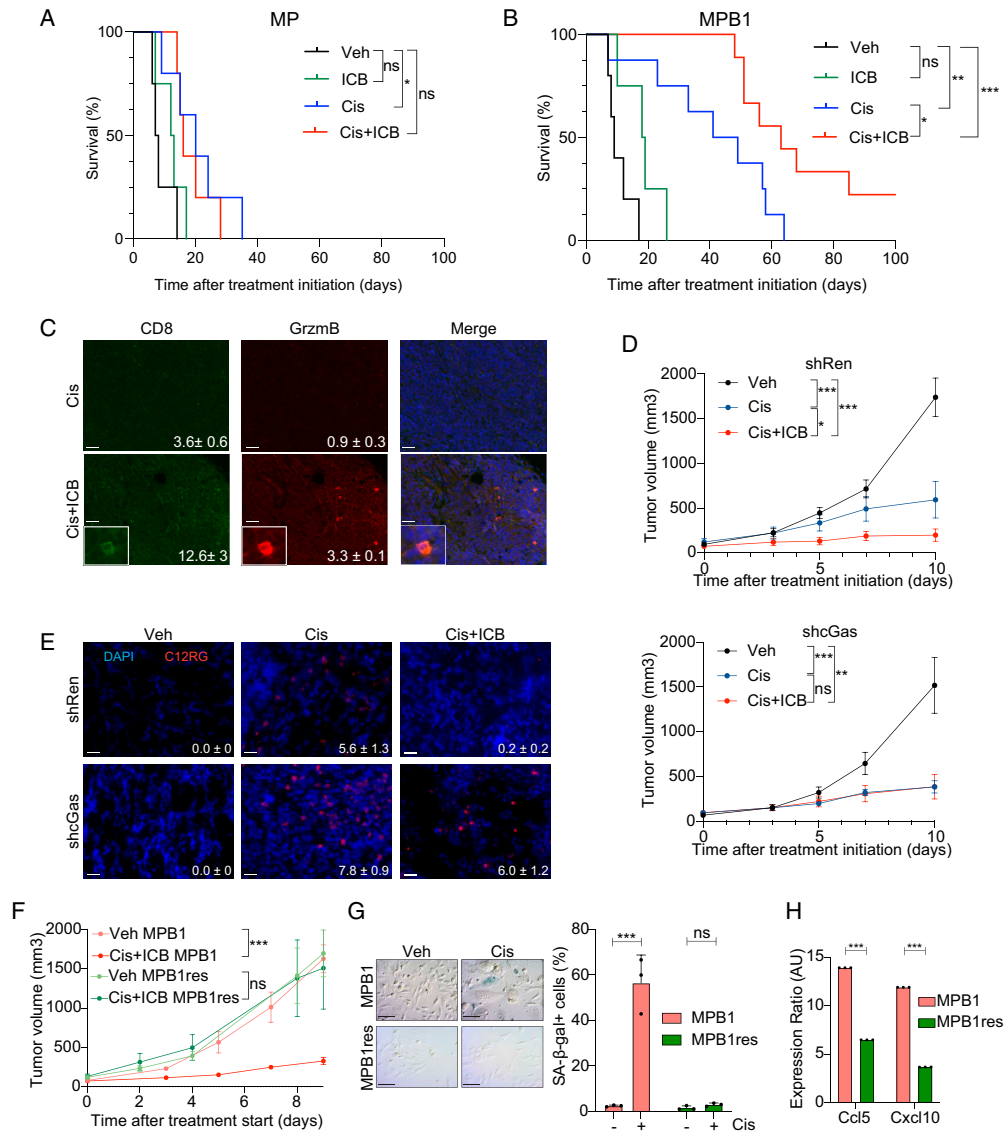 A
MP
Survival (%)
100
50
0
0 20 40 60 80 100
Time after treatment initiation (days)
Veh
ICB
Cis
Cis+ICB
ns
*
ns
B
MPB1
Survival (%)
100
50
0
0 20 40 60 80 100
Time after treatment initiation (days)
Veh
ICB
Cis
Cis+ICB
ns
**
***
*
C
CD8 GrzmB Merge
Cis
3.6± 0.6
0.9 ± 0.3
Cis+ICB
12.6± 3
3.3 ± 0.1
D
shRen
Tumor volume (mm3)
2000
1500
1000
500
0
0 5 10
Time after treatment initiation (days)
Veh
Cis
Cis+ICB
***
*
***
shcGas
Tumor volume (mm3)
2000
1500
1000
500
0
0 5 10
Time after treatment initiation (days)
Veh
Cis
Cis+ICB
***
ns
**
E
Veh Cis Cis+ICB
DAPI C12RG
shRen
0.0 ± 0
5.6 ± 1.3
0.2 ± 0.2
shcGas
0.0 ± 0
7.8 ± 0.9
6.0 ± 1.2
F
Tumor volume (mm3)
2000
1500
1000
500
0
0 2 4 6 8
Time after treatment start (days)
Veh MPB1
Cis+ICB MPB1
Veh MPB1res
Cis+ICB MPB1res
***
ns
G
Veh Cis
MPB1
MPB1res
SA-β-gal+ cells (%)
80
60
40
20
0
*** ns
MPB1
MPB1res
- + - + Cis
H
Expression Ratio (AU)
15
10
5
0
*** ***
MPB1
MPB1res
Ccl5 Cxcl10